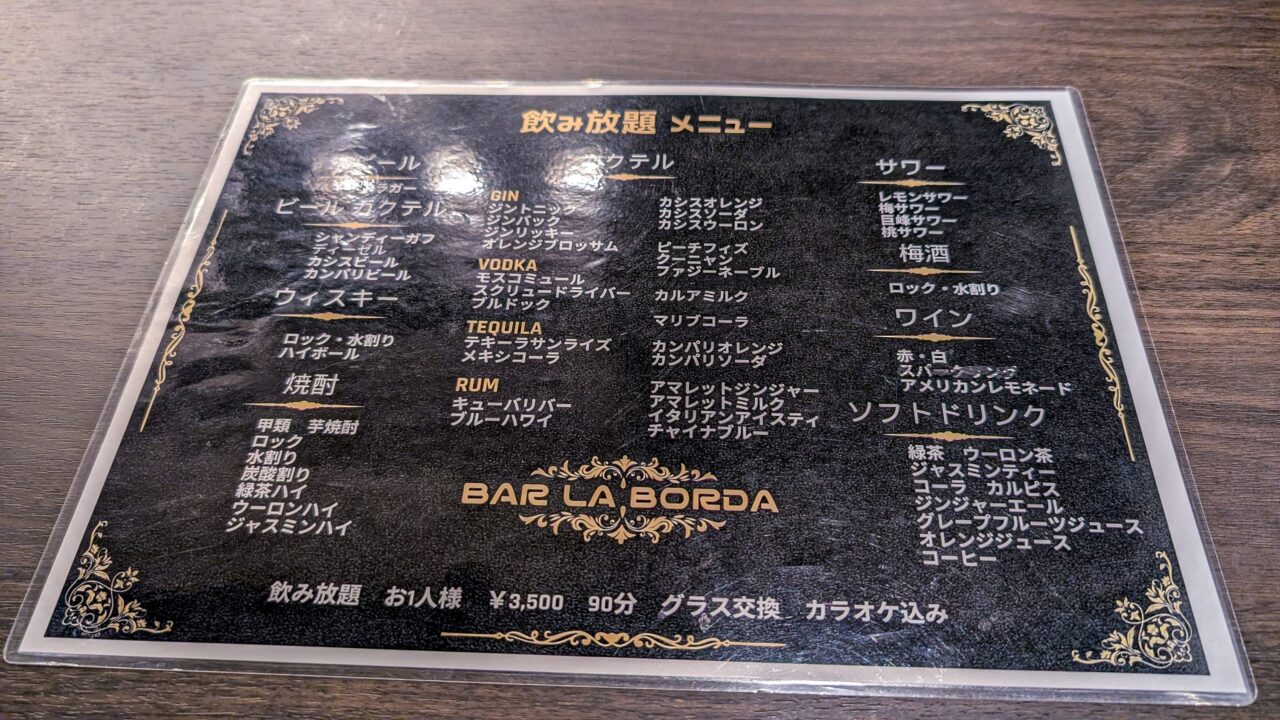 飲み放題 メニュー
ビール
ラガー
ビールカクテル
シャンディーガフ
ディーゼル
カシスビール
カンパリビール
ウィスキー
ロック・水割り
ハイボール
焼酎
甲類 芋焼酎
ロック
水割り
炭酸割り
緑茶ハイ
ウーロンハイ
ジャスミンハイ
クテル
GIN
ジントニック
ジンバック
ジンリッキー
オレンジブロッサム
VODKA
モスコミュール
スクリュードライバー
ブルドック
TEQUILA
テキーラサンライズ
メキシコーラ
RUM
キューバリバー
ブルーハワイ
カシスオレンジ
カシスソーダ
カシスウーロン
ピーチフィズ
クーニャン
ファジーネーブル
カルアミルク
マリブコーラ
カンパリオレンジ
カンパリソーダ
アマレットジンジャー
アマレットミルク
イタリアンアイスティ
チャイナブルー
サワー
レモンサワー
梅サワー
巨峰サワー
桃サワー
梅酒
ロック・水割り
ワイン
赤・白
スパークリング
アメリカンレモネード
ソフトドリンク
緑茶 ウーロン茶
ジャスミンティー
コーラ カルピス
ジンジャーエール
グレープフルーツジュース
オレンジジュース
コーヒー
BAR LA BORDA
飲み放題 お1人様 ￥3,500 90分 グラス交換 カラオケ込み